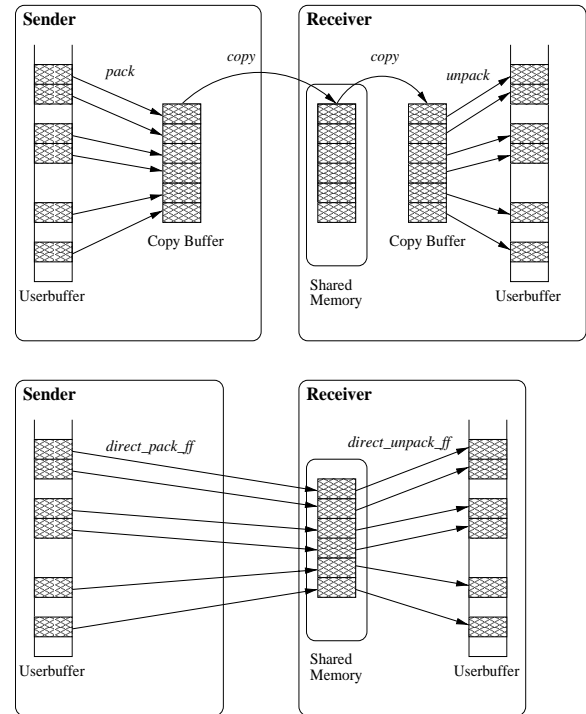 Sender
Receiver
copy
copy
pack
unpack
Copy Buffer
Copy Buffer
Userbuffer
Shared
Memory
Userbuffer
Sender
Receiver
direct_pack_ff
direct_unpack_ff
Userbuffer
Shared
Memory
Userbuffer